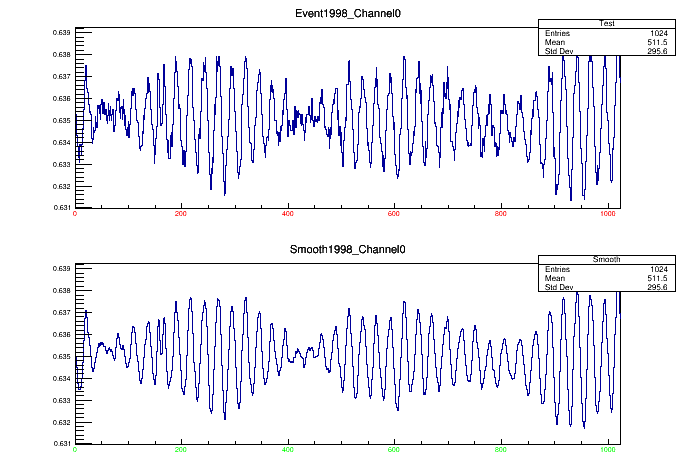 Event1998_Channel0
Test
Entries 1024
Mean 511.5
Std Dev 295.6
0.639
0.638
0.637
0.636
0.635
0.634
0.633
0.632
0.631
0 200 400 600 800 1000
Smooth1998_Channel0
Smooth
Entries 1024
Mean 511.5
Std Dev 295.6
0.639
0.638
0.637
0.636
0.635
0.634
0.633
0.632
0.631
0 200 400 600 800 1000